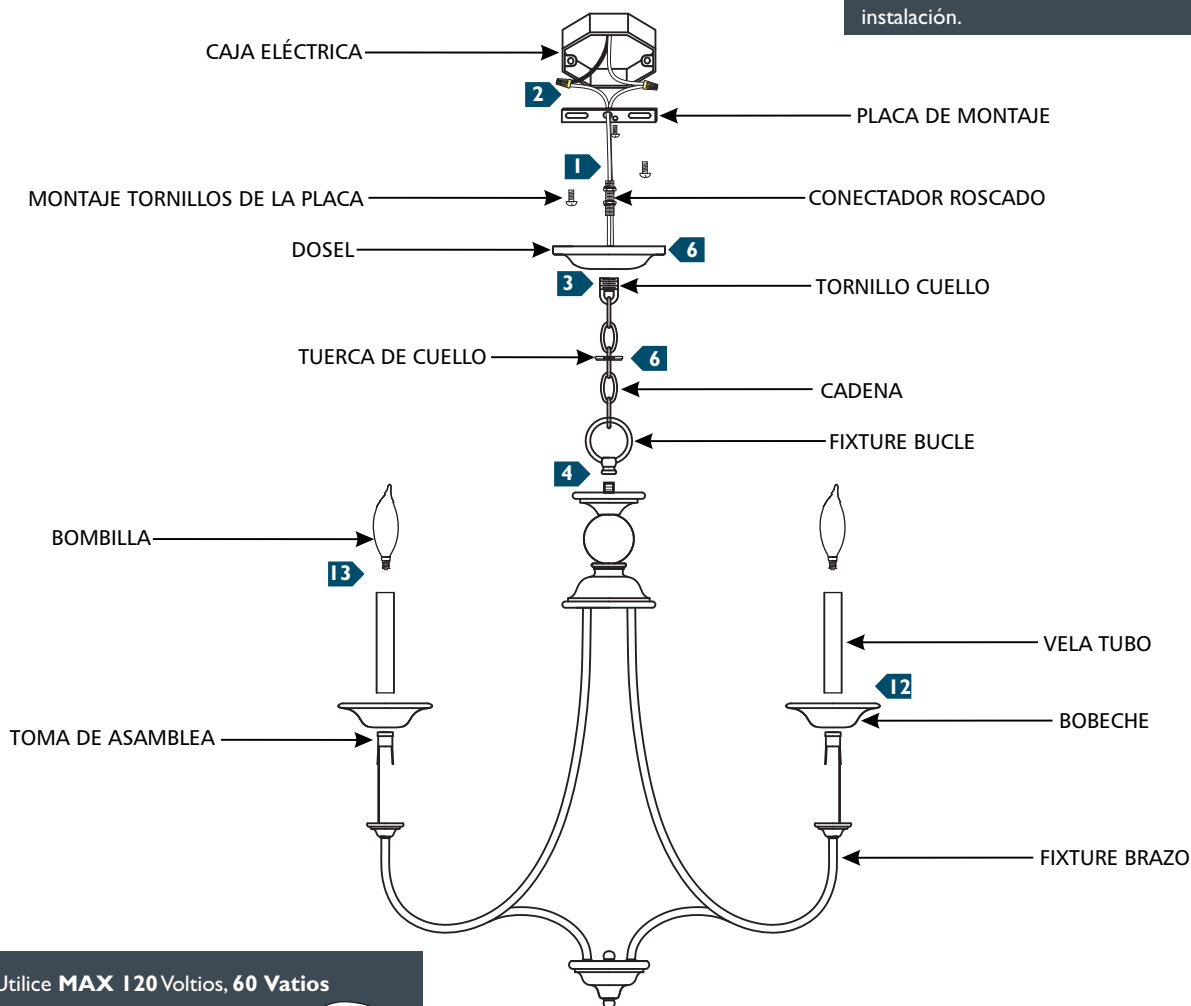 instalación.
CAJA ELÉCTRICA
2
PLACA DE MONTAJE
1
MONTAJE TORNILLOS DE LA PLACA
CONECTADOR ROSCADO
DOSEL
6
3
TORNILLO CUELLO
TUERCA DE CUELLO
6
CADENA
FIXTURE BUCLE
4
BOMBILLA
13
VELA TUBO
12
BOBECHE
TOMA DE ASAMBLEA
FIXTURE BRAZO
Utilice MAX 120 Voltios, 60 Vatios